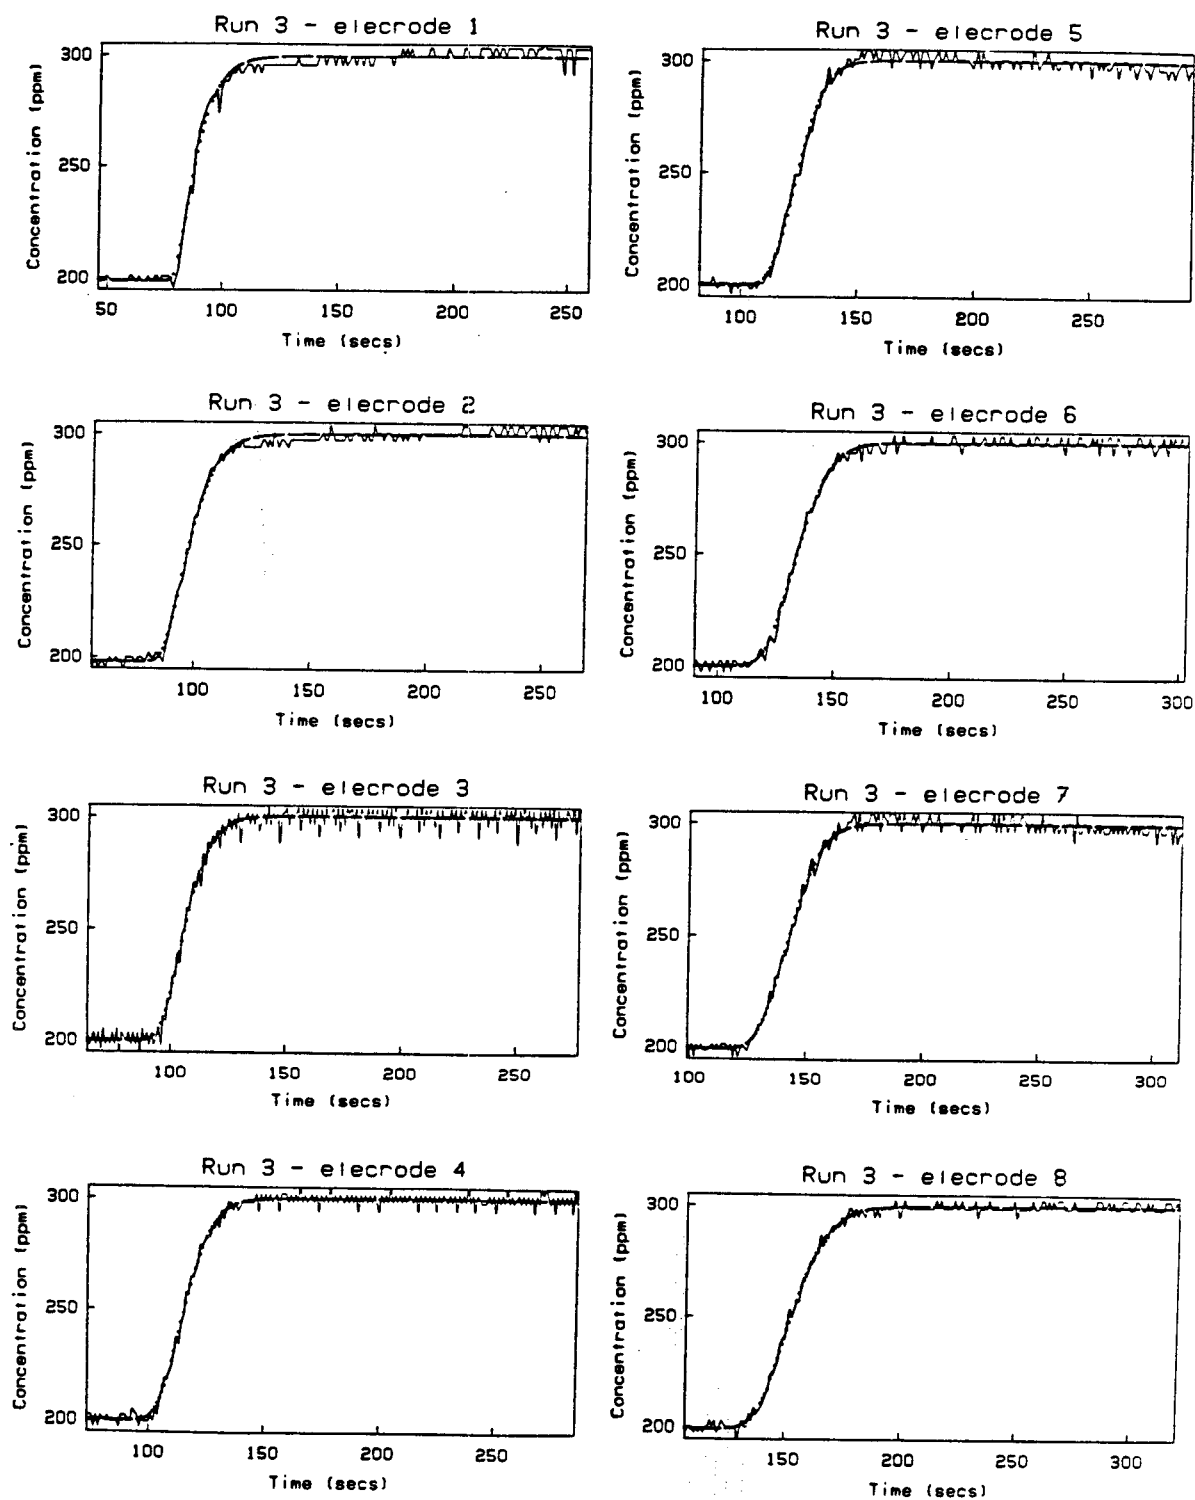 Run 3 - elecrode 1
Concentration (ppm)
300
250
200
50 100 150 200 250
Time (secs)
Run 3 - elecrode 2
Concentration (ppm)
300
250
200
100 150 200 250
Time (secs)
Run 3 - elecrode 3
Concentration (ppm)
300
250
200
100 150 200 250
Time (secs)
Run 3 - elecrode 4
Concentration (ppm)
300
250
200
100 150 200 250
Time (secs)
Run 3 - elecrode 5
Concentration (ppm)
300
250
200
100 150 200 250
Time (secs)
Run 3 - elecrode 6
Concentration (ppm)
300
250
200
100 150 200 250 300
Time (secs)
Run 3 - elecrode 7
Concentration (ppm)
300
250
200
100 150 200 250 300
Time (secs)
Run 3 - elecrode 8
Concentration (ppm)
300
250
200
150 200 250 300
Time (secs)